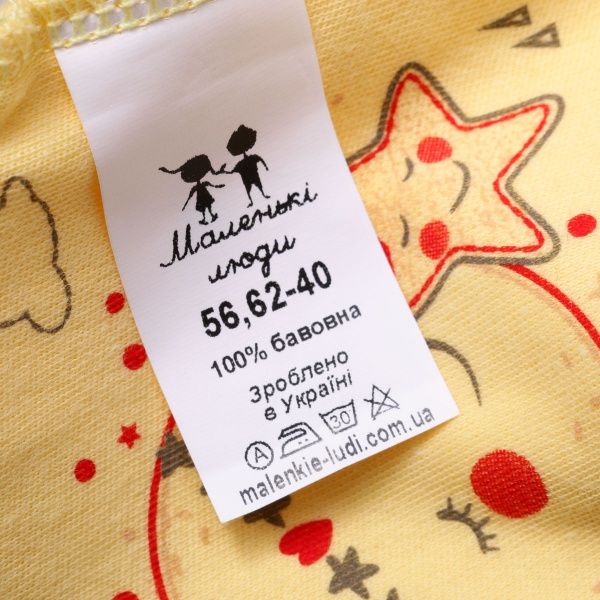 Маленькі
люди
56,62-40
100% бавовна
Зроблено
в Україні
A 30
malenkie-ludi.com.ua